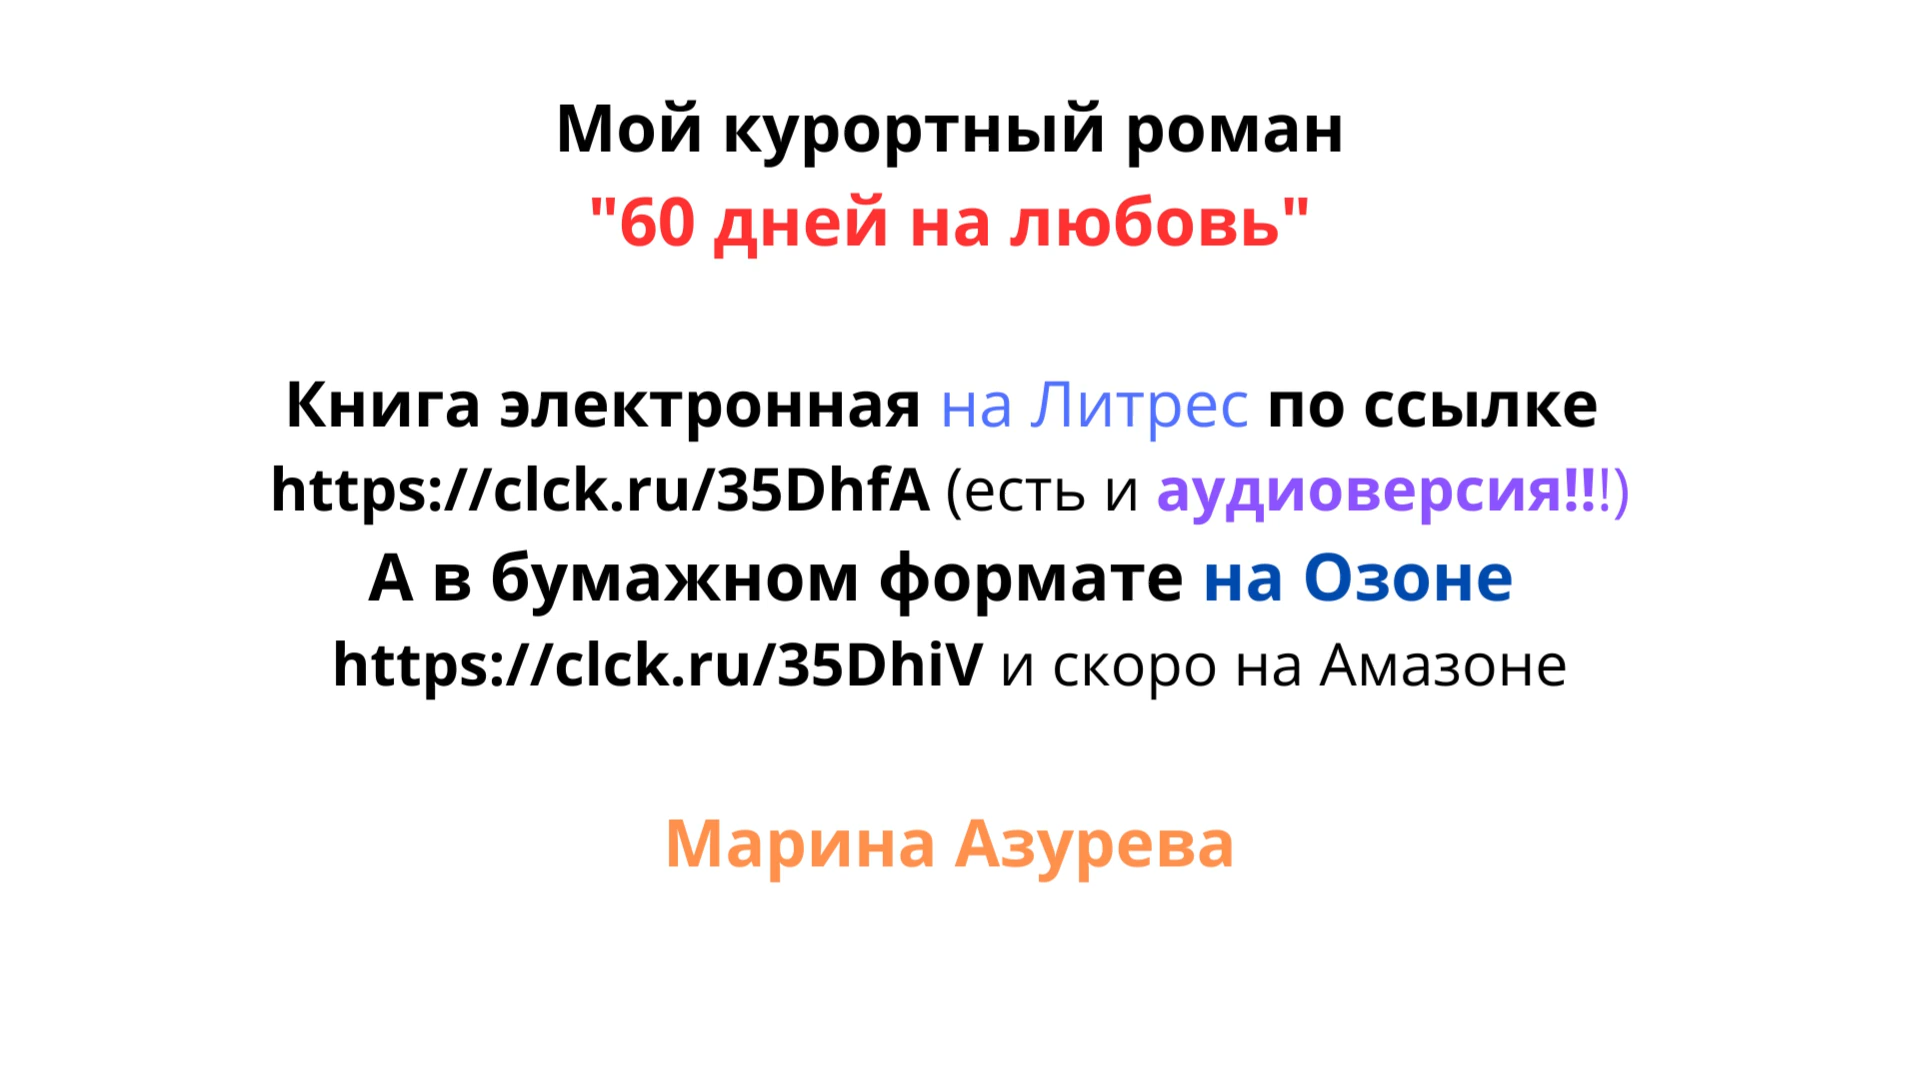 Мой курортный роман
"60 дней на любовь"
Книга электронная на Литрес по ссылке
https://clck.ru/35DhfA (есть и аудиоверсия!!!)
А в бумажном формате на Озоне
https://clck.ru/35DhiV и скоро на Амазоне
Марина Азурева